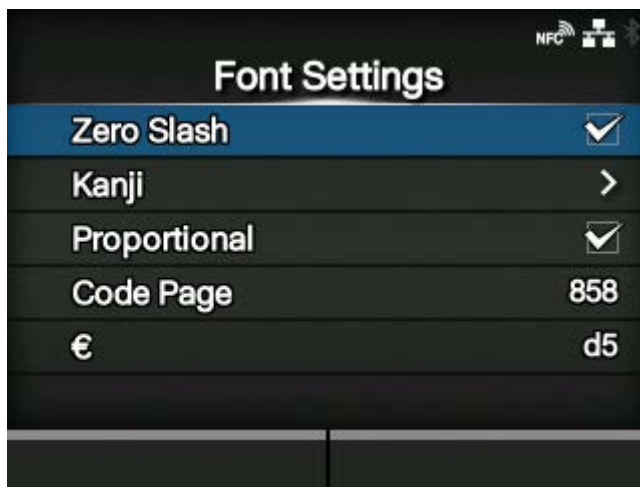 NFC
Font Settings
Zero Slash
Kanji
Proportional
Code Page 858
€ d5